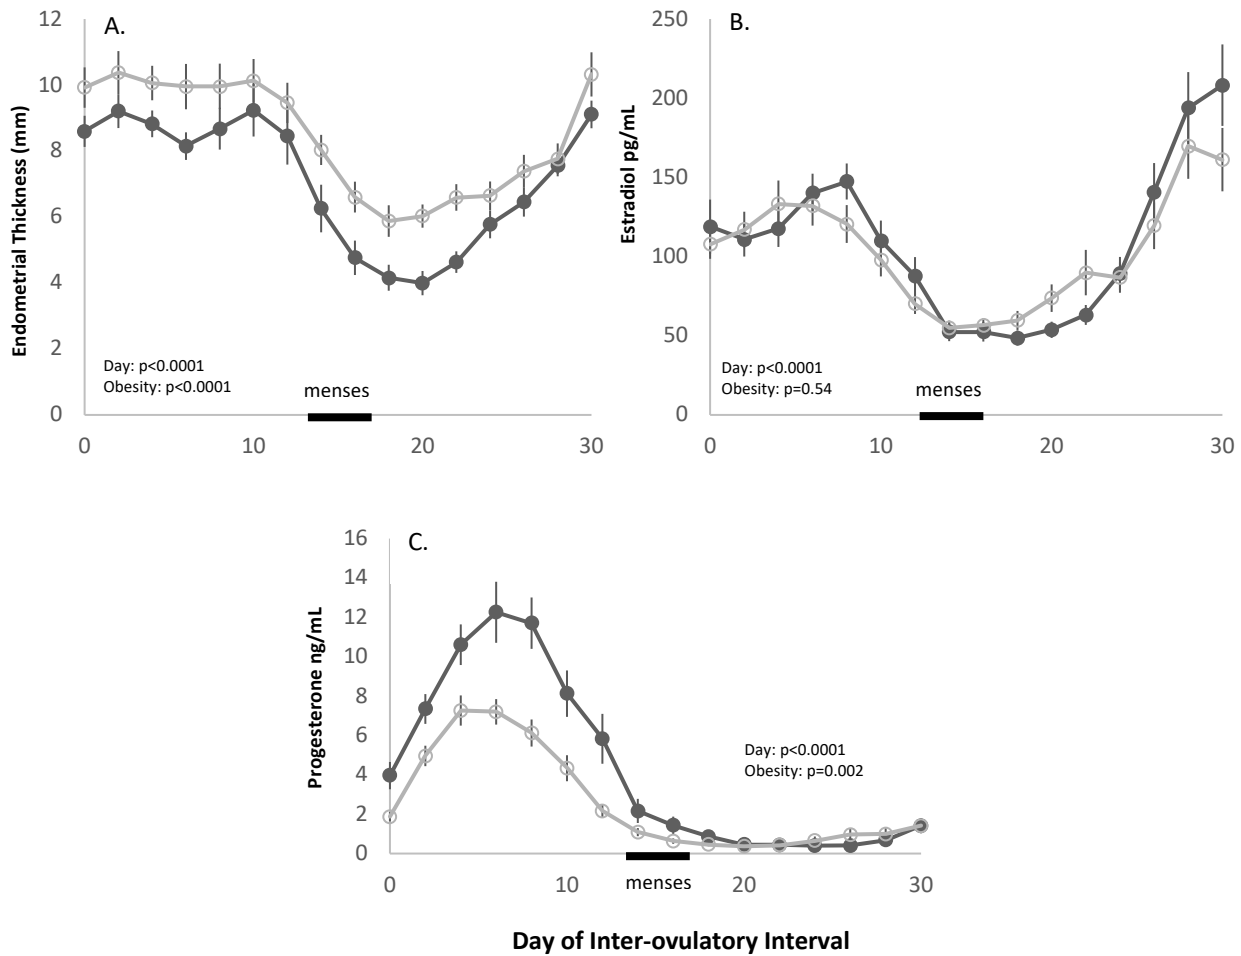 A.
12
10
8
6
4
2
0
Endometrial Thickness (mm)
Day: p<0.0001
Obesity: p<0.0001
menses
0 10 20 30
B.
250
200
150
100
50
0
Estradiol pg/mL
Day: p<0.0001
Obesity: p=0.54
menses
0 10 20 30
C.
16
14
12
10
8
6
4
2
0
Progesterone ng/mL
Day: p<0.0001
Obesity: p=0.002
menses
0 10 20 30
Day of Inter-ovulatory Interval